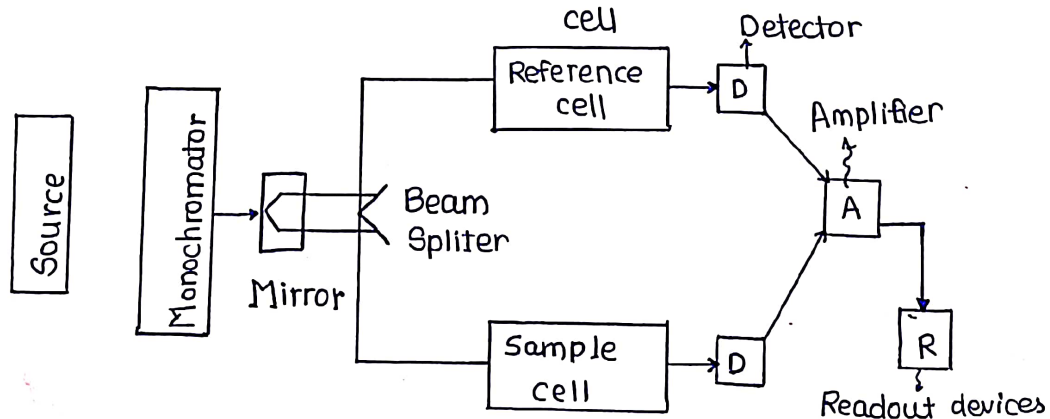 Source
Monochromator
Mirror
Beam
Spliter
cell
Reference
cell
Sample
cell
D
Detector
D
Amplifier
A
R
Readout devices